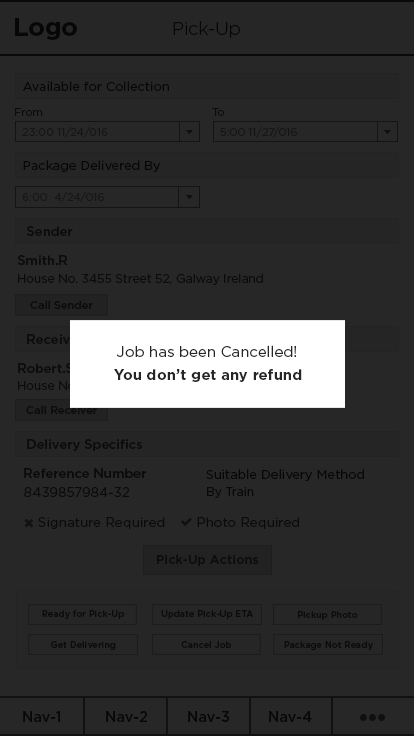 Logo
Pick-Up
Available for Collection
From To
23:00 11/24/016 5:00 11/27/016
Package Delivered By
6:00 4/24/016
Sender
Smith.R
House No. 3455 Street 52, Galway Ireland
Call Sender
Receiv
Job has been Cancelled!
You don't get any refund
Robert.S
House No
Call Receiver
Delivery Specifics
Reference Number
8439857984-32
Suitable Delivery Method
By Train
Signature Required Photo Required
Pick-Up Actions
Ready for Pick-Up Update Pick-Up ETA Pickup Photo
Get Delivering Cancel Job Package Not Ready
Nav-1 Nav-2 Nav-3 Nav-4